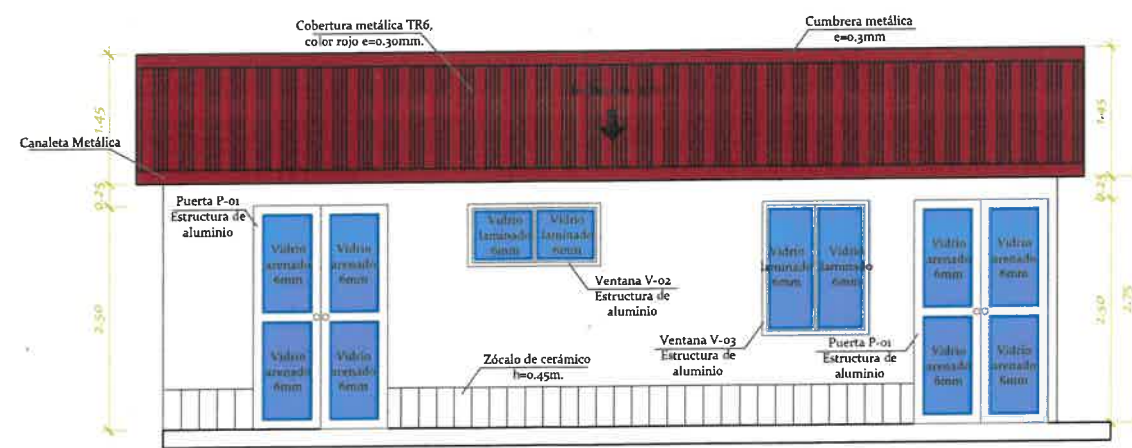 Cobertura metálica TR6,
color rojo e=0.30mm.
Cumbrera metálica
e=0.3mm
1.45
1.45
Canaleta Metálica
0.25
0.25
Puerta P-01
Estructura de
aluminio
Vidrio
arenado
6mm
Vidrio
arenado
6mm
Vidrio
laminado
6mm
Vidrio
laminado
6mm
Vidrio
laminado
6mm
Vidrio
laminado
6mm
Vidrio
arenado
6mm
Vidrio
arenado
6mm
Ventana V-02
Estructura de
aluminio
2.50
2.50
2.75
Ventana V-03
Estructura de
aluminio
Puerta P-01
Estructura de
aluminio
Vidrio
arenado
6mm
Vidrio
arenado
6mm
Zócalo de cerámico
h=0.45m.
Vidrio
arenado
6mm
Vidrio
arenado
6mm